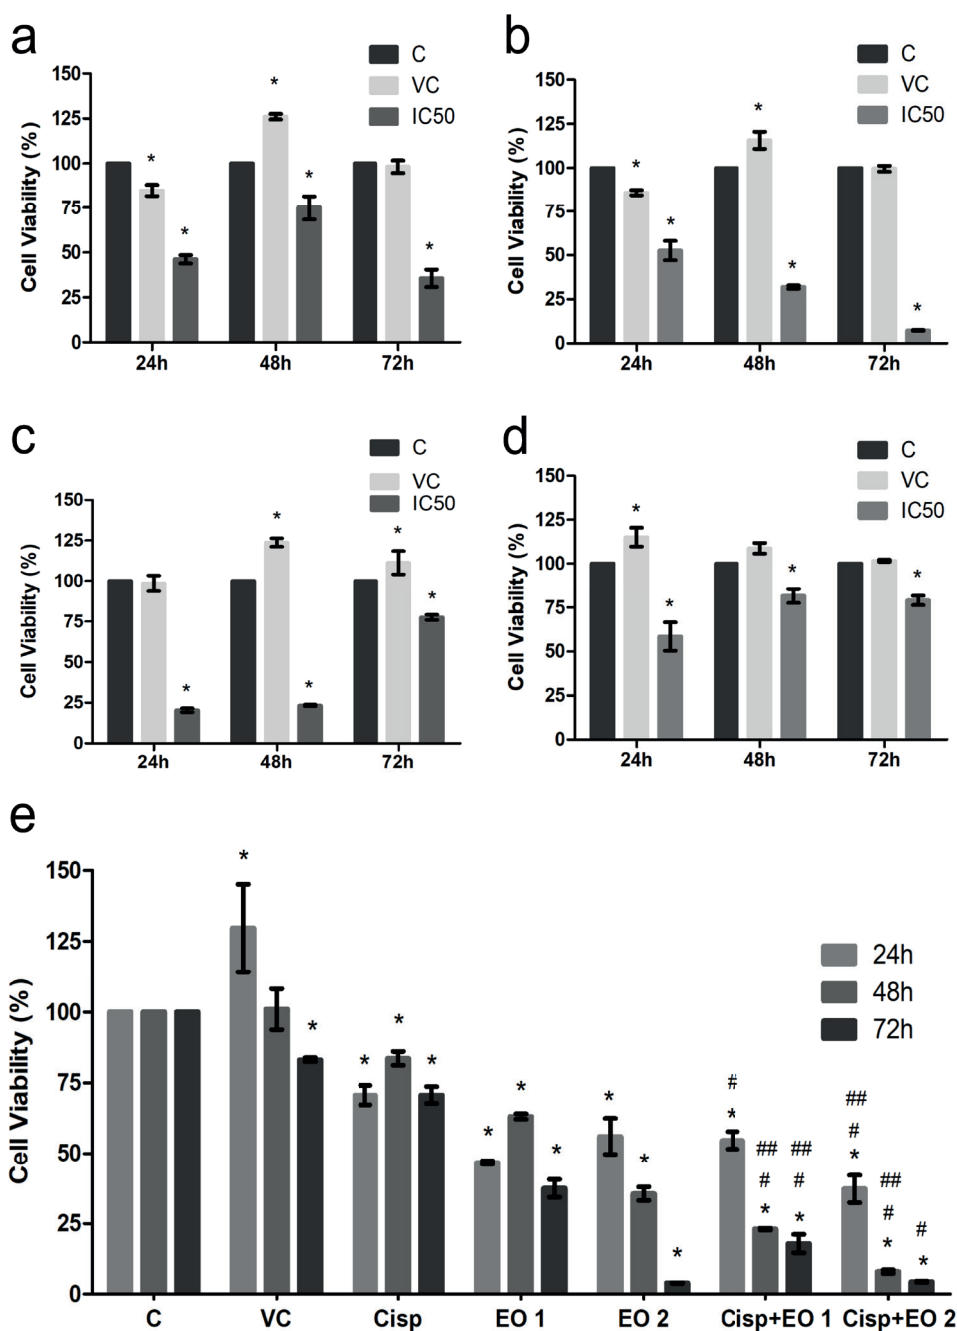 a
C
VC
IC50
Cell Viability (%)
150
125
100
75
50
25
0
* * * * *
24h 48h 72h
b
C
VC
IC50
Cell Viability (%)
150
125
100
75
50
25
0
* * * * *
24h 48h 72h
c
C
VC
IC50
Cell Viability (%)
150
125
100
75
50
25
0
* * * * *
24h 48h 72h
d
C
VC
IC50
Cell Viability (%)
150
125
100
75
50
25
0
* * * *
24h 48h 72h
e
24h
48h
72h
Cell Viability (%)
150
125
100
75
50
25
0
* *
* * *
* * *
* * *
#
*
##
#
*
##
#
*
##
#
*
##
#
*
#
*
C VC Cisp EO 1 EO 2 Cisp+EO 1 Cisp+EO 2